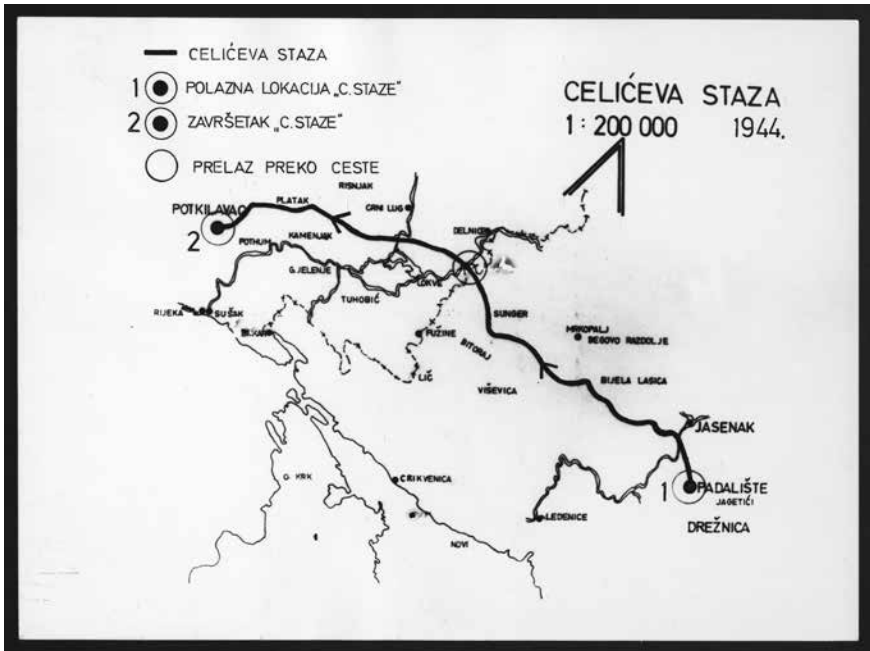 CELIĆEVA STAZA
1 POLAZNA LOKACIJA „C.STAZE“
2 ZAVRŠETAK „C.STAZE“
PRELAZ PREKO CESTE
CELIĆEVA STAZA
1:200 000 1944.
RISNJAK
PLATAK
CRNI LUG
POTKILAVAC
2
DELNICE
KAMENJAK
POTHUM
G.JELENJE
LOKVE
TUHOBIĆ
RIJEKA
SUŠAK
SUNGER
FUŽINE
MRKOPALJ
BEGOVO RAZDOLJE
BITORAJ
LIČ
VIŠEVICA
BIJELA LASICA
JASENAK
O. KRK
CRIKVENICA
1 PADALIŠTE
JAGETIĆI
LEDENICE
DREŽNICA
NOVI